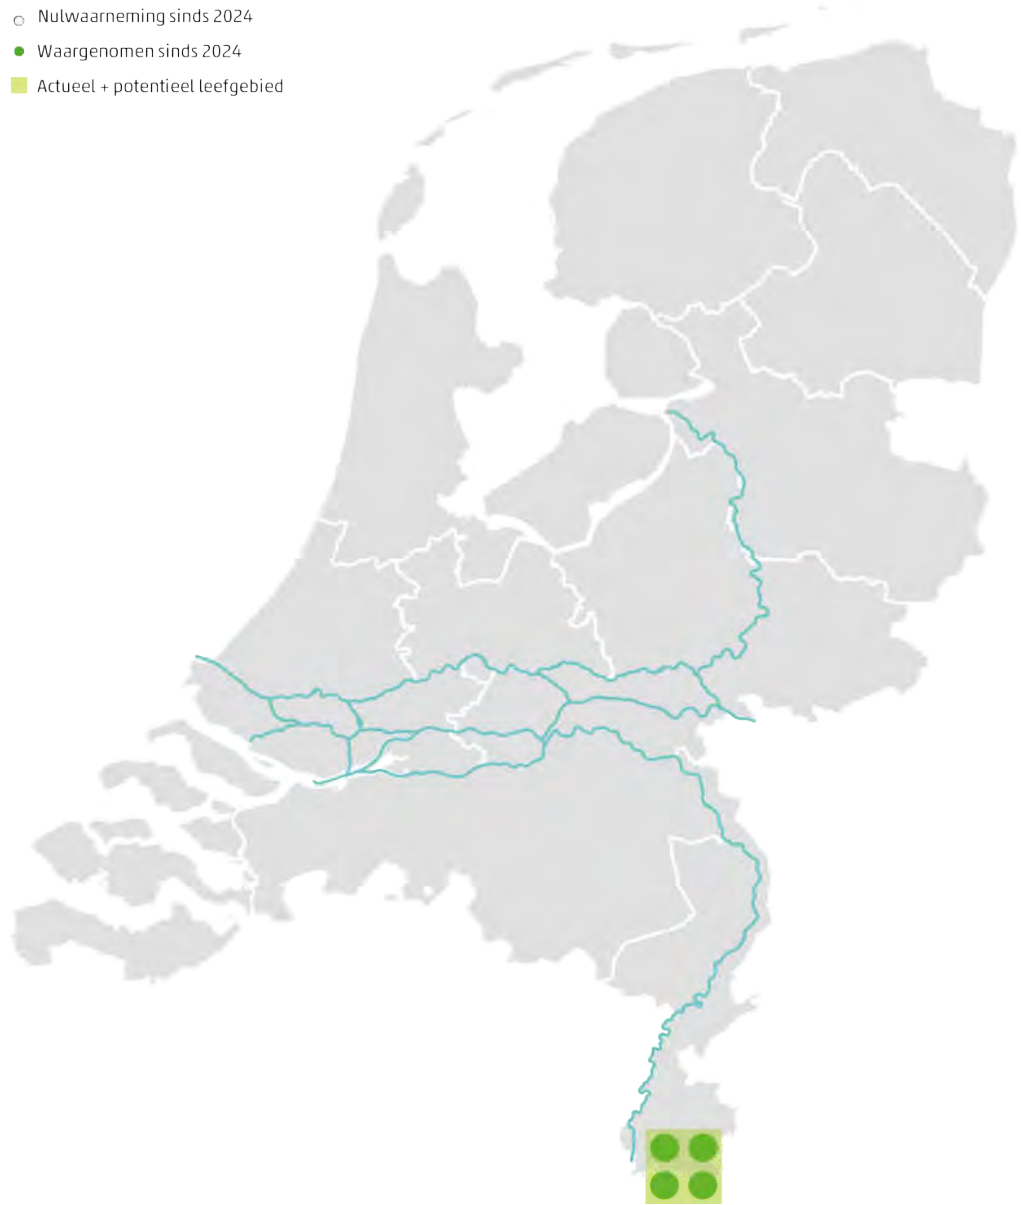 Nulwaarneming sinds 2024
Waargenomen sinds 2024
Actueel + potentieel leefgebied